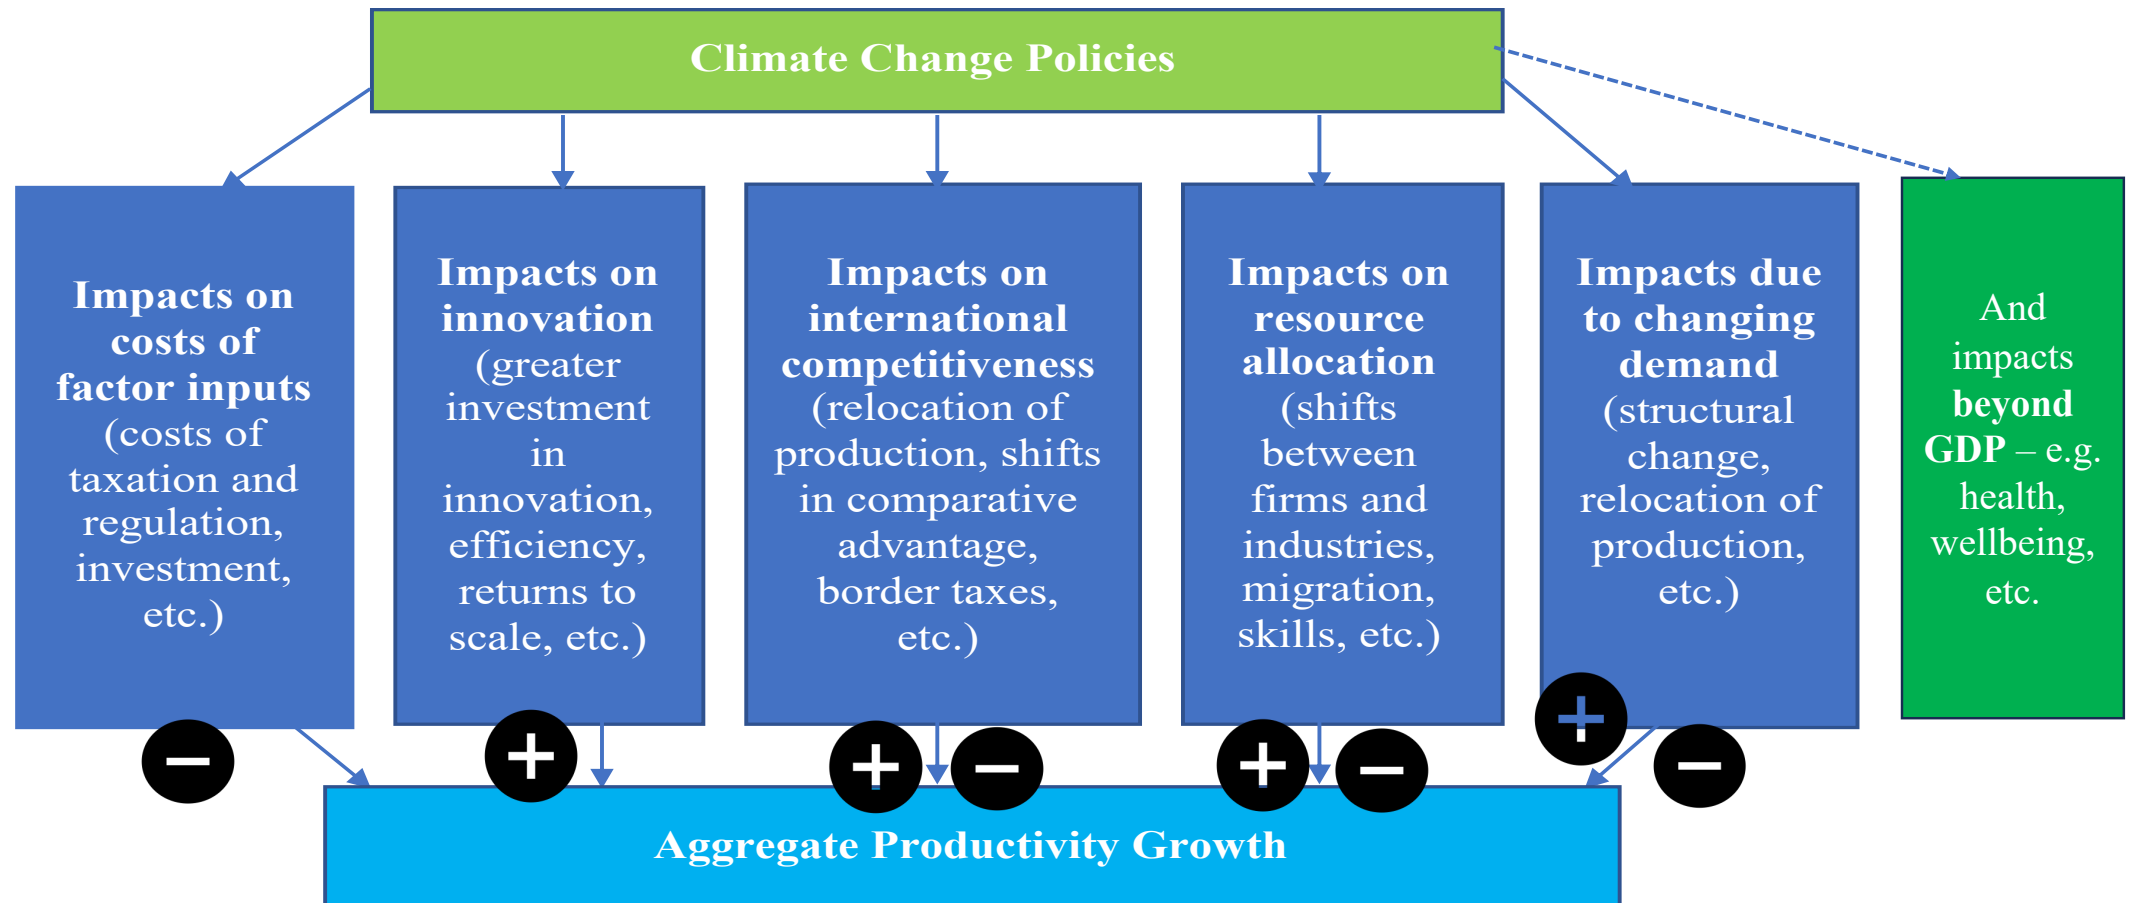 Climate Change Policies
Impacts on
costs of
factor inputs
(costs of
taxation and
regulation,
investment,
etc.)
Impacts on
innovation
(greater
investment
in
innovation,
efficiency,
returns to
scale, etc.)
Impacts on
international
competitiveness
(relocation of
production, shifts
in comparative
advantage,
border taxes,
etc.)
Impacts on
resource
allocation
(shifts
between
firms and
industries,
migration,
skills, etc.)
Impacts due
to changing
demand
(structural
change,
relocation of
production,
etc.)
And
impacts
beyond
GDP – e.g.
health,
wellbeing,
etc.
−
+
+ −
+ −
+ −
Aggregate Productivity Growth